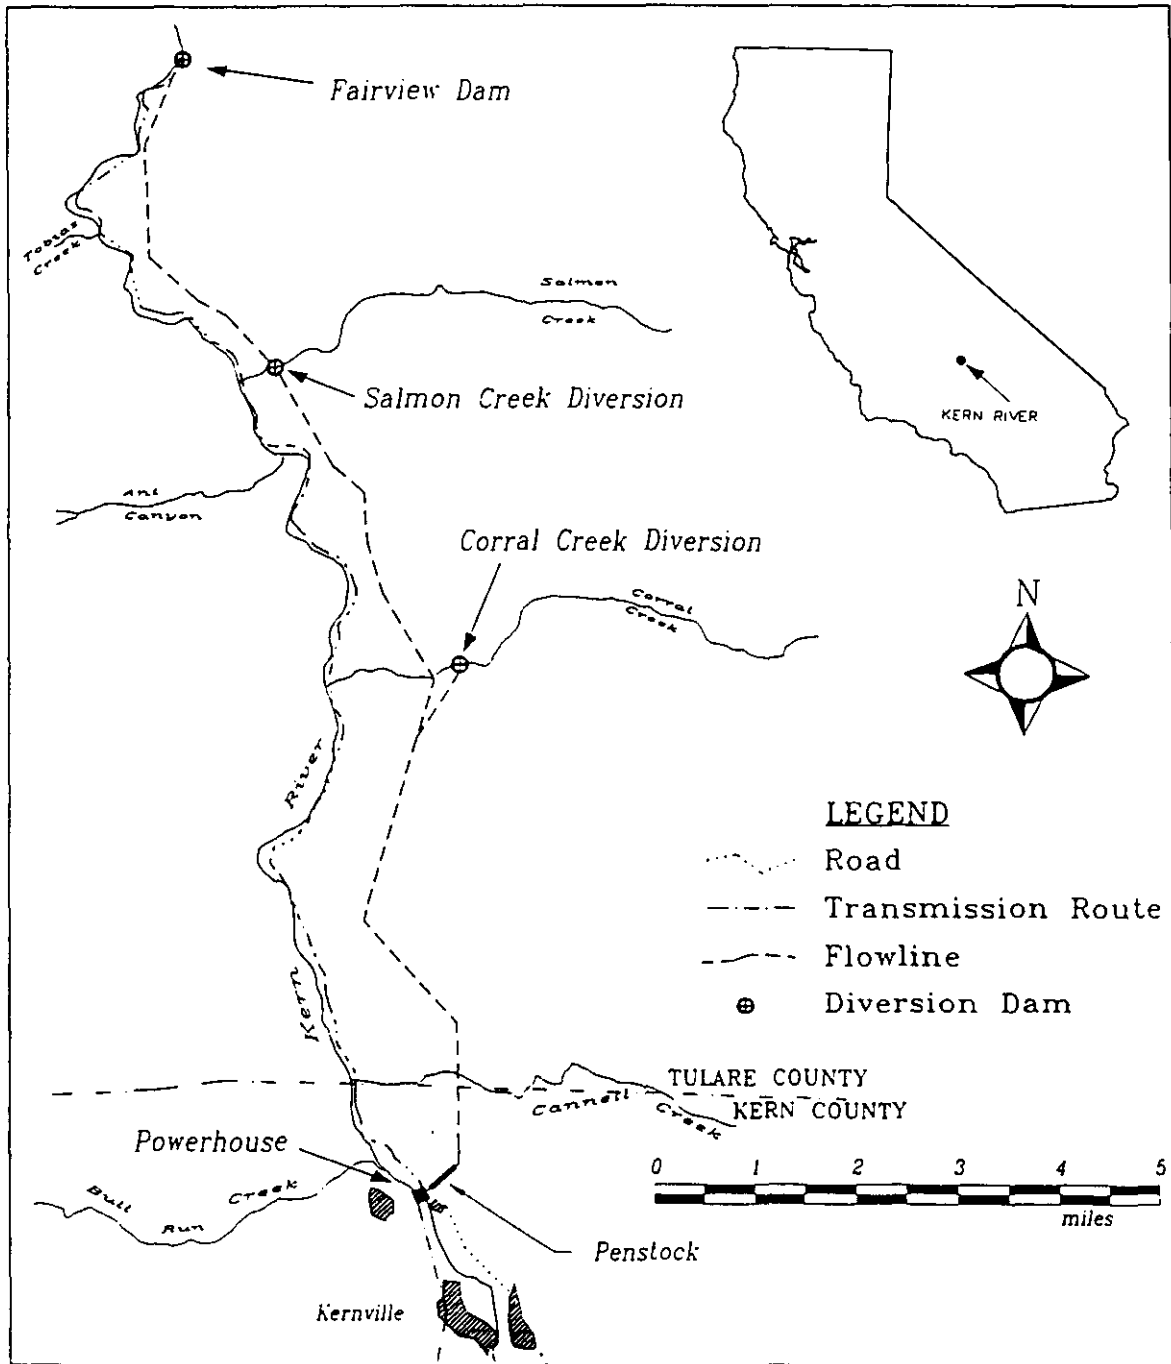 Fairview Dam
Tobias
Creek
Salmon
Creek
Salmon Creek Diversion
KERN RIVER
Ant
Canyon
Corral Creek Diversion
Corral
Creek
N
River
LEGEND
Road
Transmission Route
Flowline
Diversion Dam
Kern
TULARE COUNTY
KERN COUNTY
Cannell
Creek
Powerhouse
0 1 2 3 4 5
miles
Bull
Run
Creek
Penstock
Kernville